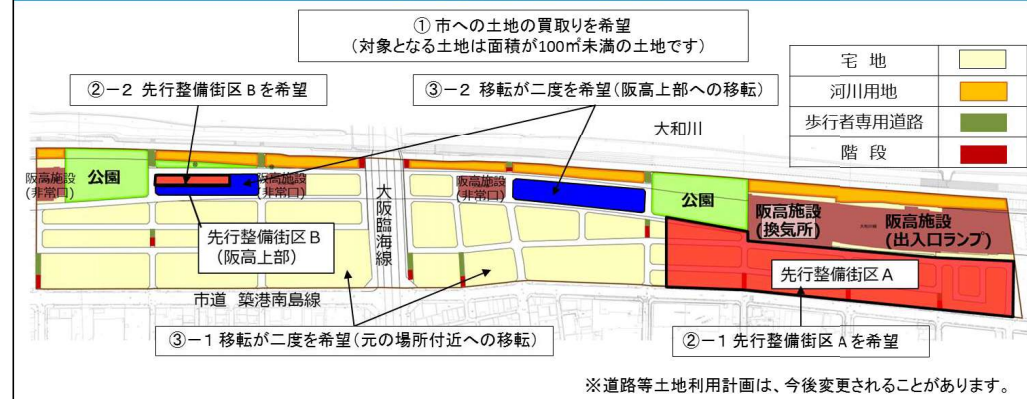 ① 市への土地の買取りを希望
(対象となる土地は面積が100㎡未満の土地です)
②－2 先行整備街区Bを希望
③－2 移転が二度を希望(阪高上部への移転)
宅 地
河川用地
歩行者専用道路
階 段
大和川
阪高施設
(非常口)
公園
阪高施設
(非常口)
大阪臨海線
阪高施設
(非常口)
公園
阪高施設
(換気所)
阪高施設
(出入口ランプ)
先行整備街区B
(阪高上部)
先行整備街区A
市道 築港南島線
③－1 移転が二度を希望(元の場所付近への移転)
②－1 先行整備街区Aを希望
※道路等土地利用計画は、今後変更されることがあります。